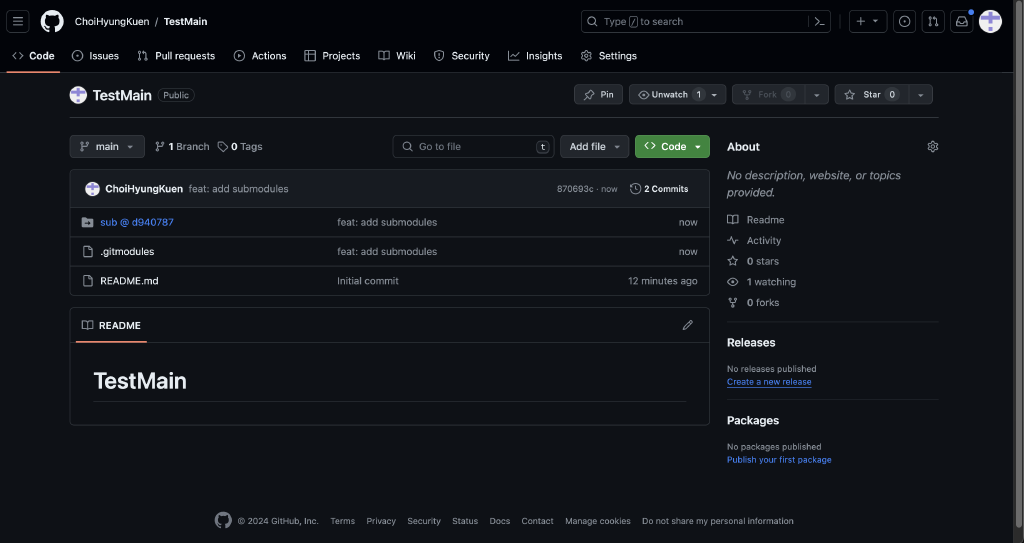 ChoiHyungKuen / TestMain
Type / to search
Code Issues Pull requests Actions Projects Wiki Security Insights Settings
TestMain Public
Pin Unwatch 1 Fork 0 Star 0
main 1 Branch 0 Tags Go to file t Add file Code
ChoiHyungKuen feat: add submodules 870693c · now 2 Commits
sub @ d940787 feat: add submodules now
.gitmodules feat: add submodules now
README.md Initial commit 12 minutes ago
README
TestMain
About
No description, website, or topics
provided.
Readme
Activity
0 stars
1 watching
0 forks
Releases
No releases published
Create a new release
Packages
No packages published
Publish your first package
© 2024 GitHub, Inc. Terms Privacy Security Status Docs Contact Manage cookies Do not share my personal information